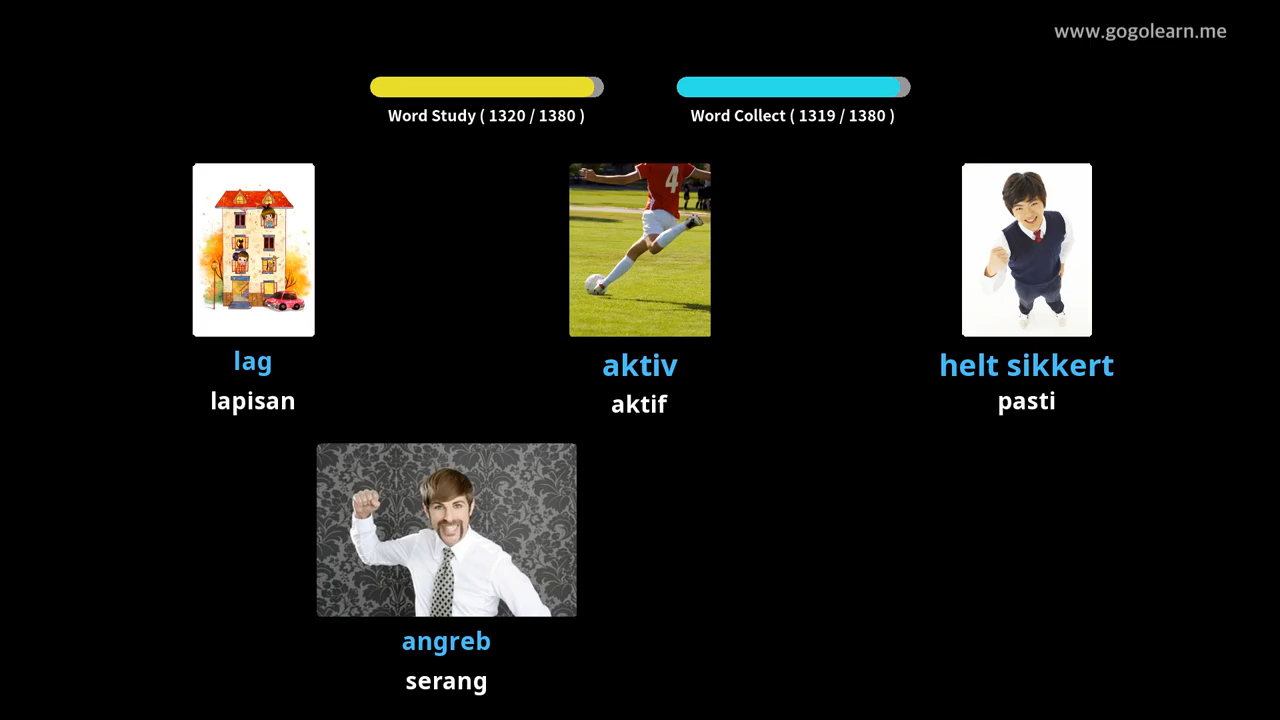 www.gogolearn.me
Word Study ( 1320 / 1380 )
Word Collect ( 1319 / 1380 )
4
lag
lapisan
aktiv
aktif
helt sikkert
pasti
angreb
serang